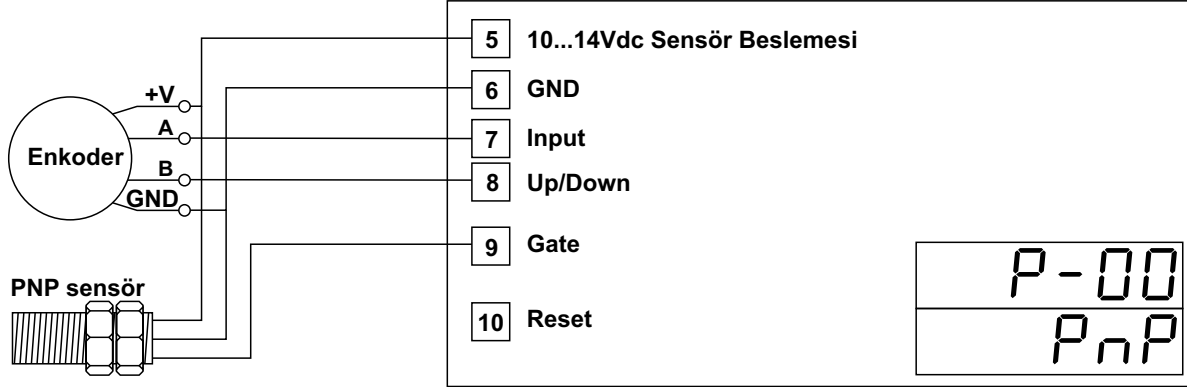 5 10...14Vdc Sensör Beslemesi
6 GND
7 Input
8 Up/Down
9 Gate
10 Reset
Enkoder
+V
A
B
GND
PNP sensör
P-00
PnP